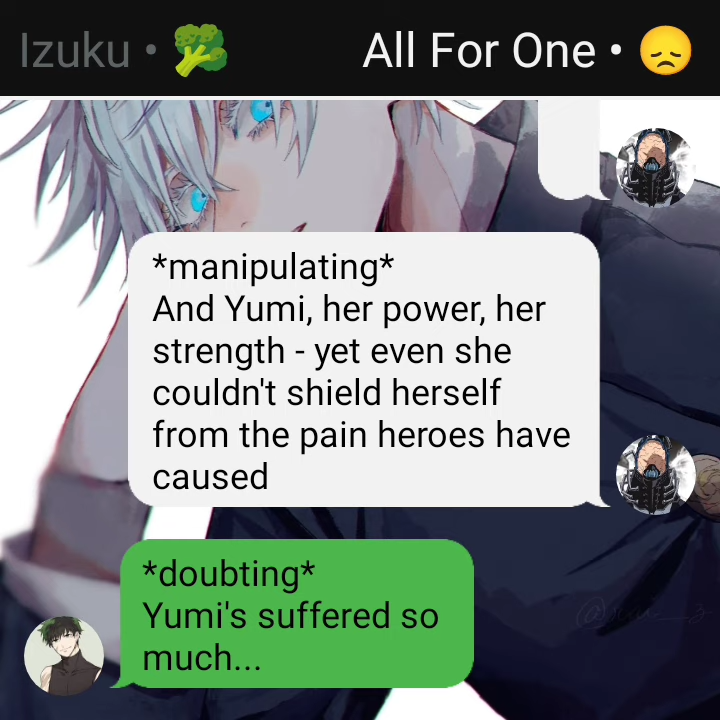 Izuku • 🥦
All For One • 😞
*manipulating*
And Yumi, her power, her
strength - yet even she
couldn't shield herself
from the pain heroes have
caused
*doubting*
Yumi's suffered so
much...